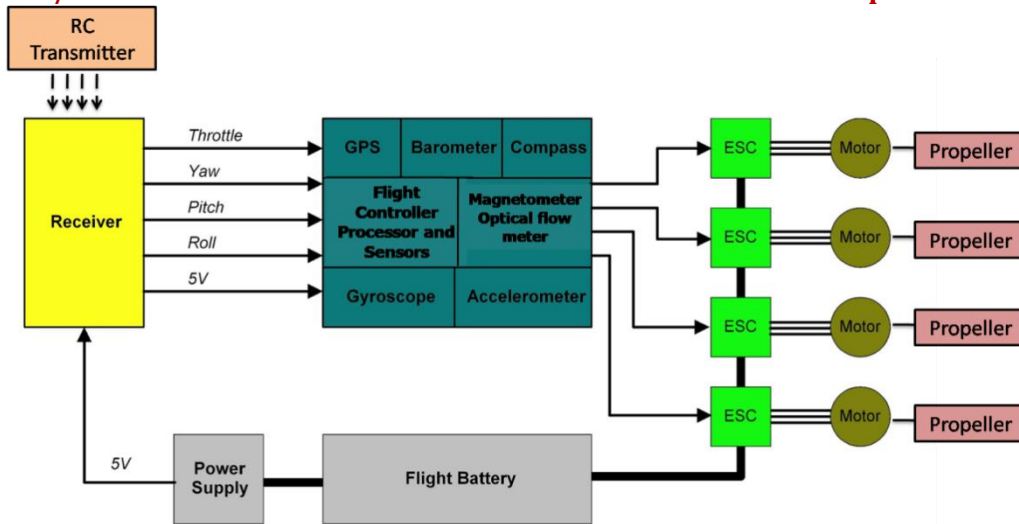 RC
Transmitter
Throttle
Yaw
Pitch
Roll
5V
Receiver
GPS
Barometer
Compass
Flight
Controller
Processor and
Sensors
Magnetometer
Optical flow
meter
Gyroscope
Accelerometer
ESC
Motor
Propeller
ESC
Motor
Propeller
ESC
Motor
Propeller
ESC
Motor
Propeller
5V
Power
Supply
Flight Battery